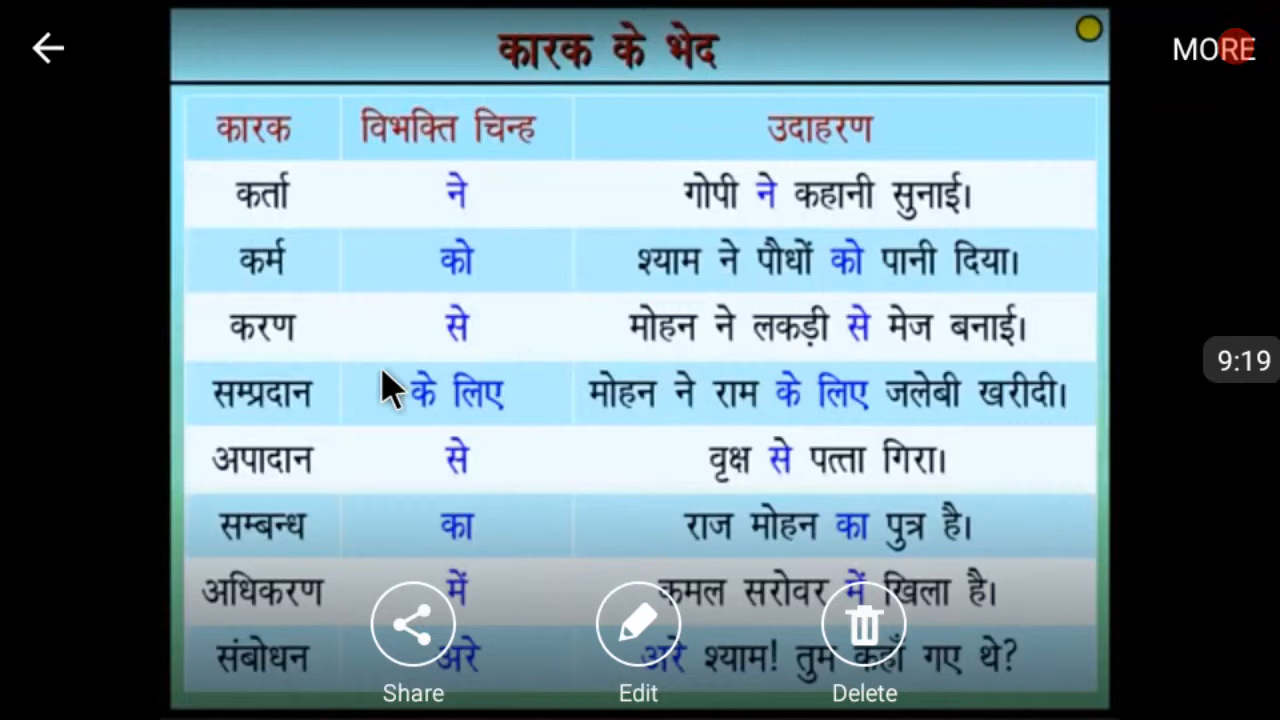 MORE
कारक के भेद
कारक विभक्ति चिन्ह उदाहरण
कर्ता ने गोपी ने कहानी सुनाई।
कर्म को श्याम ने पौधों को पानी दिया।
करण से मोहन ने लकड़ी से मेज बनाई।
9:19
सम्प्रदान के लिए मोहन ने राम के लिए जलेबी खरीदी।
अपादान से वृक्ष से पत्ता गिरा।
सम्बन्ध का राज मोहन का पुत्र है।
अधिकरण में कमल सरोवर में खिला है।
संबोधन अरे अरे श्याम! तुम कहाँ गए थे?
Share Edit Delete